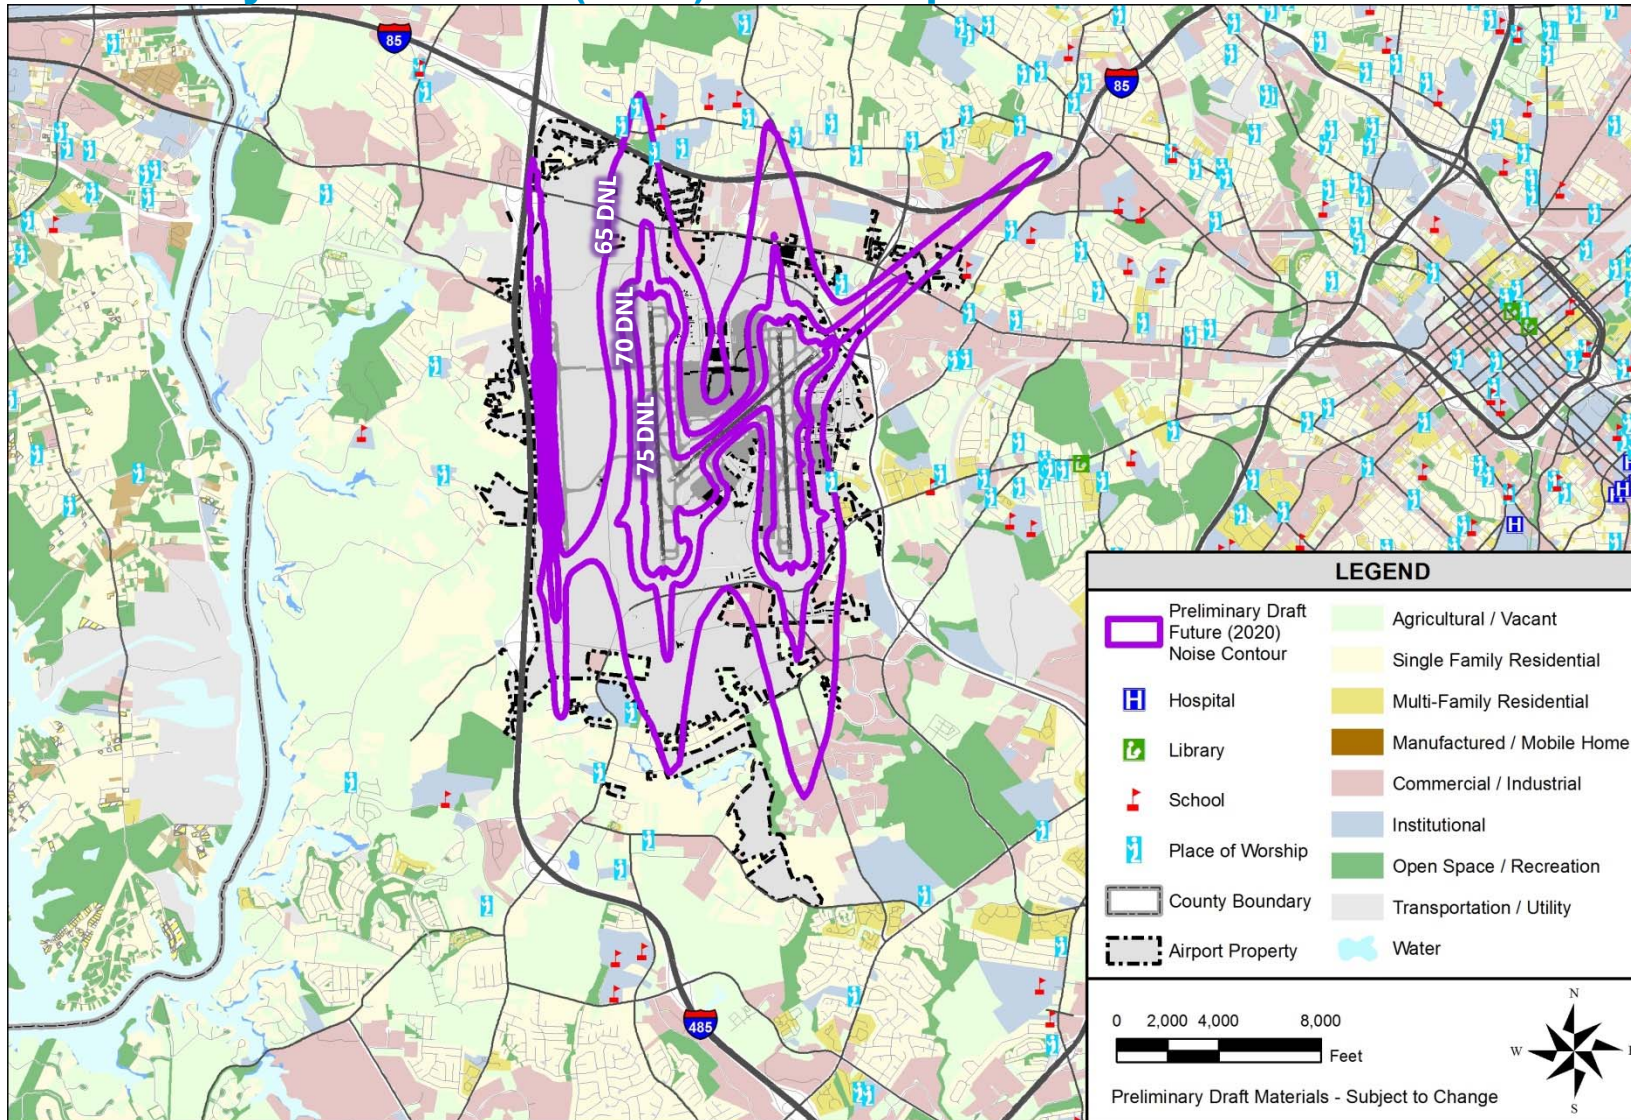 85
85
65 DNL
70 DNL
75 DNL
485
H
H
LEGEND
Preliminary Draft
Future (2020)
Noise Contour
H
Hospital
Library
School
Place of Worship
County Boundary
Airport Property
Agricultural / Vacant
Single Family Residential
Multi-Family Residential
Manufactured / Mobile Home
Commercial / Industrial
Institutional
Open Space / Recreation
Transportation / Utility
Water
0 2,000 4,000 8,000
Feet
N
W
S
Preliminary Draft Materials - Subject to Change